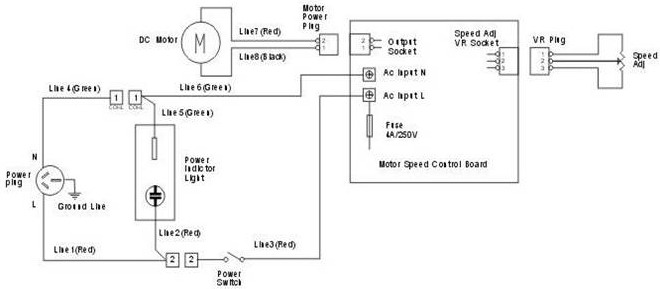 DC Motor
M
Line7(Red)
Line8(Black)
Motor
Power
Plug
2
1
2
1
Output
Socket
Speed Adj
VR Socket
1
2
3
VR Plug
1
2
3
Speed
Adj
Line 4(Green)
Line 6(Green)
Ac Input N
Ac Input L
1
1
Line5(Green)
Fuse
4A/250V
Motor Speed Control Board
Power
Indictor
Light
N
Power
plug
L
Ground Line
Line2(Red)
Line1(Red)
2
2
Line3(Red)
Power
Switch